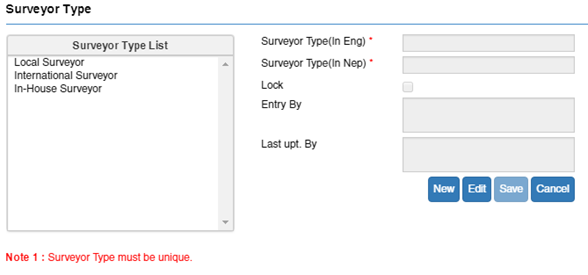 Surveyor Type
Surveyor Type List
Local Surveyor
International Surveyor
In-House Surveyor
Surveyor Type(In Eng) *
Surveyor Type(In Nep) *
Lock
Entry By
Last upt. By
New Edit Save Cancel
Note 1 : Surveyor Type must be unique.